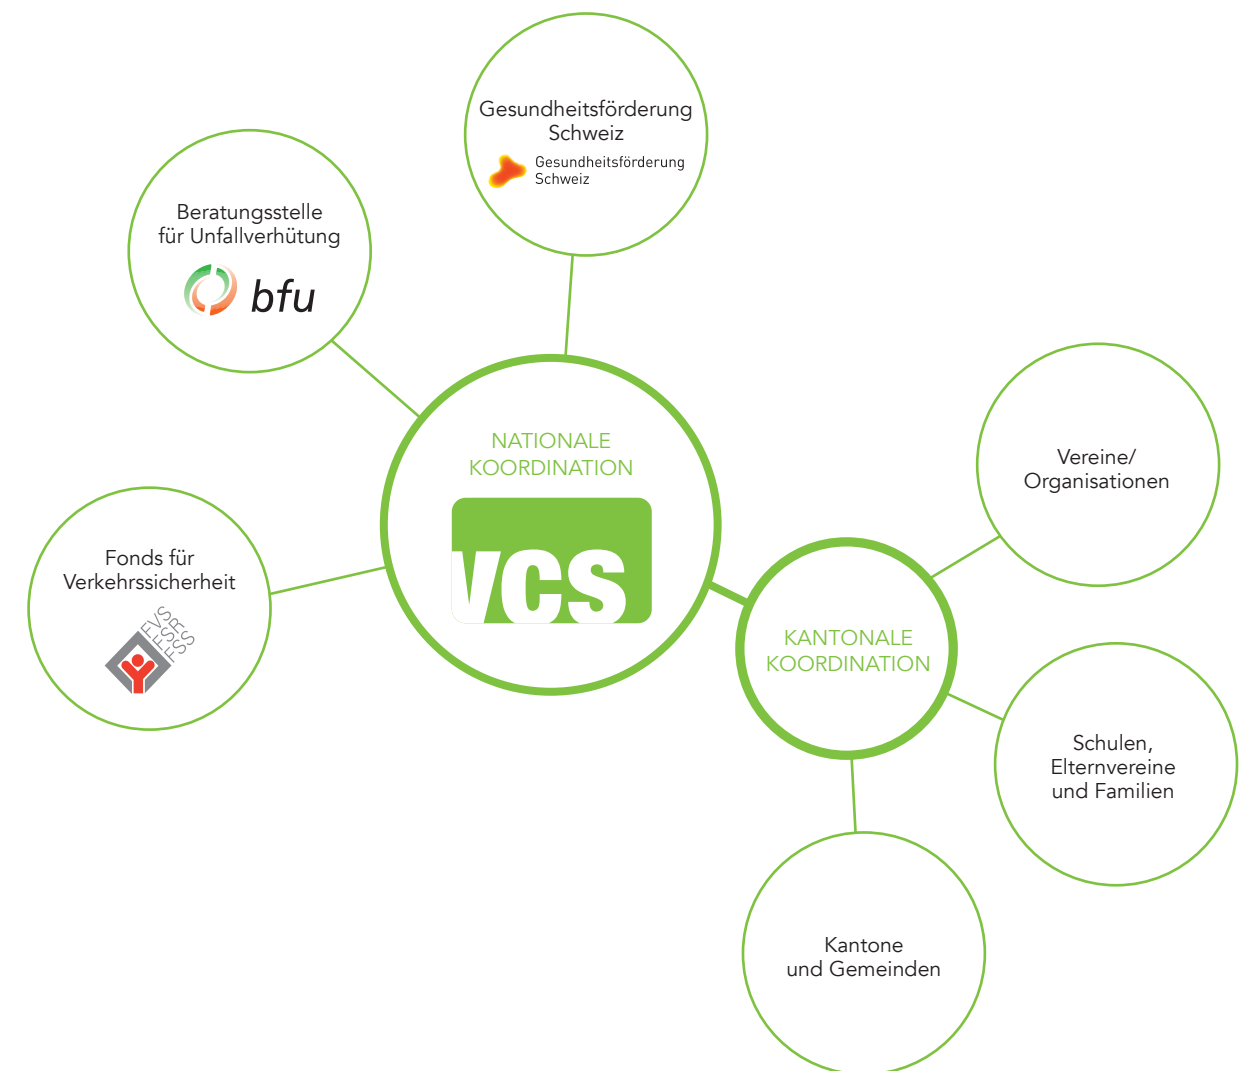 Gesundheitsförderung
Schweiz
Gesundheitsförderung
Schweiz
Beratungsstelle
für Unfallverhütung
bfu
NATIONALE
KOORDINATION
vcs
Vereine/
Organisationen
Fonds für
Verkehrssicherheit
FVS
FSR
FSS
KANTONALE
KOORDINATION
Schulen,
Elternvereine
und Familien
Kantone
und Gemeinden